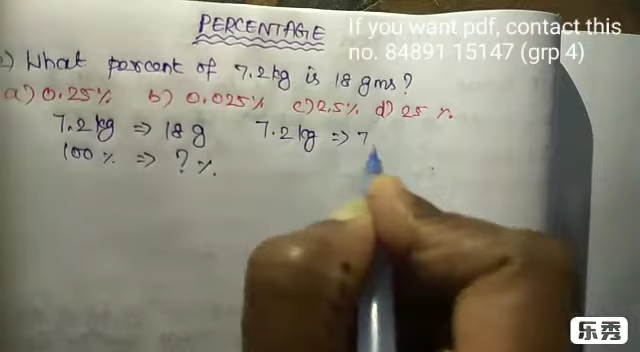 PERCENTAGE
If you want pdf, contact this
no. 84891 15147 (grp 4)
) What percent of 7.2kg is 18 gms?
a) 0.25% b) 0.025% c) 2.5% d) 25 %
7.2kg => 18 g 7.2kg => 7
100% => ? %
乐秀